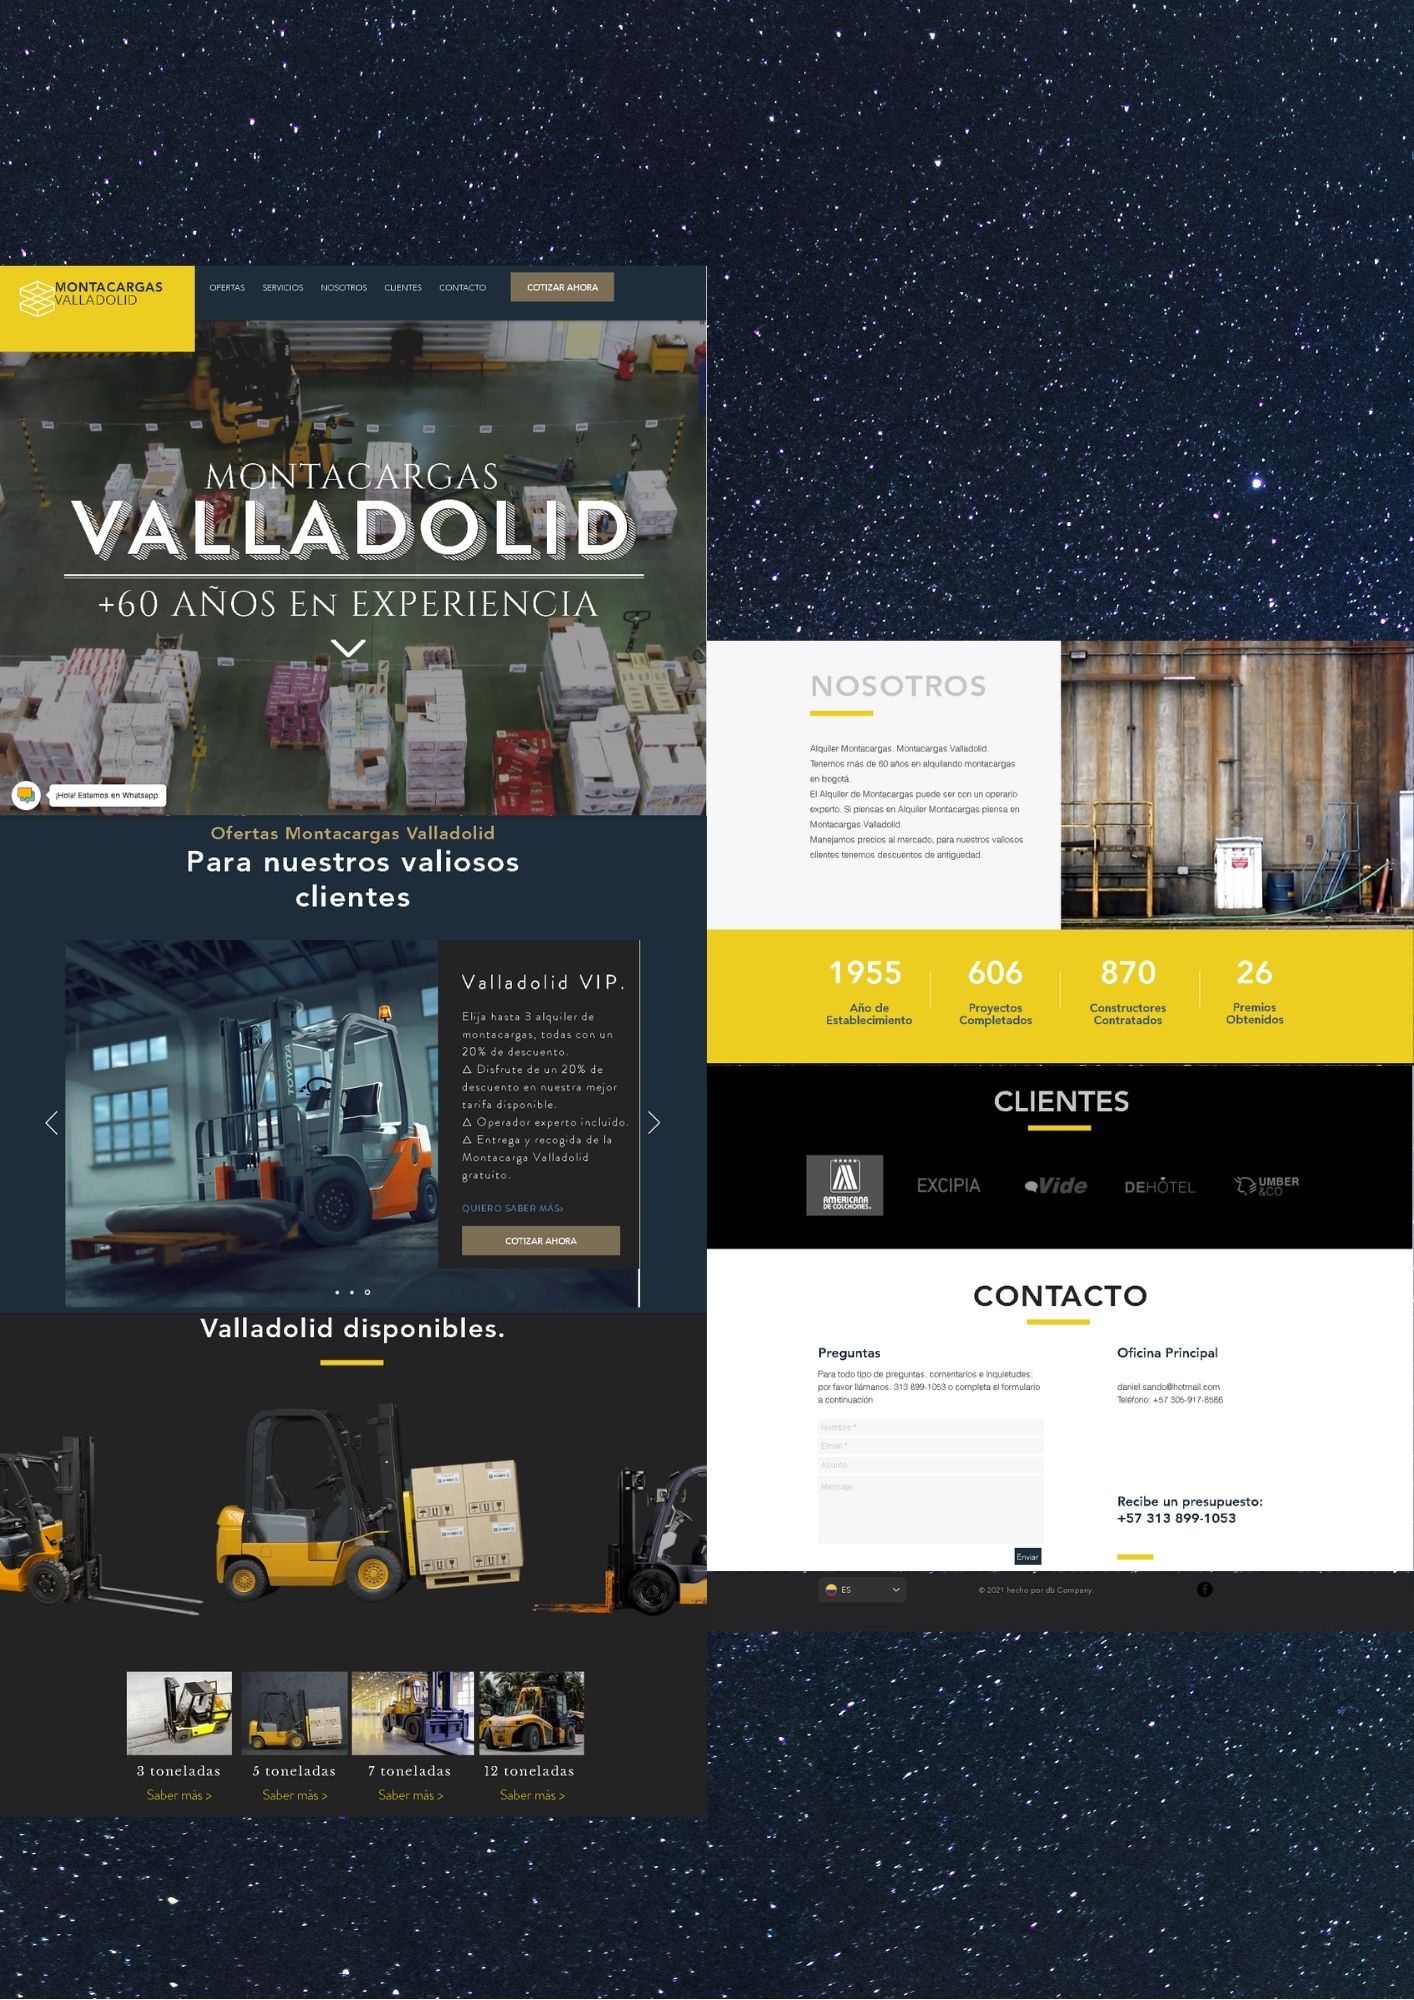 MONTACARGAS
VALLADOLID
OFERTAS SERVICIOS NOSOTROS CLIENTES CONTACTO COTIZAR AHORA
MONTACARGAS
VALLADOLID
+60 AÑOS En EXPERIENCIA
¡Hola! Estamos en Whatsapp.
Ofertas Montacargas Valladolid
Para nuestros valiosos
clientes
TOYOTA
Valladolid VIP.
Elija hasta 3 alquiler de
montacargas, todas con un
20% de descuento.
△ Disfrute de un 20% de
descuento en nuestra mejor
tarifa disponible.
△ Operador experto incluido.
△ Entrega y recogida de la
Montacarga Valladolid
gratuito.
QUIERO SABER MÁS>
COTIZAR AHORA
Valladolid disponibles.
3 toneladas 5 toneladas 7 toneladas 12 toneladas
Saber más > Saber más > Saber más > Saber más >
NOSOTROS
Alquiler Montacargas. Montacargas Valladolid.
Tenemos más de 60 años en alquilando montacargas
en bogotá.
El Alquiler de Montacargas puede ser con un operario
experto. Si piensas en Alquiler Montacargas piensa en
Montacargas Valladolid.
Manejamos precios al mercado, para nuestros valiosos
clientes tenemos descuentos de antiguedad.
1955 606 870 26
Año de Proyectos Constructores Premios
Establecimiento Completados Contratados Obtenidos
CLIENTES
AMERICANA
DE COLCHONES.
EXCIPIA
Vide
DEHÔTEL
UMBER
&CO
CONTACTO
Preguntas
Para todo tipo de preguntas, comentarios e inquietudes,
por favor llámanos: 313 899-1053 o completa el formulario
a continuación
Nombre *
Email *
Asunto
Mensaje
Enviar
Oficina Principal
daniel.sando@hotmail.com
Teléfono: +57 305-917-8586
Recibe un presupuesto:
+57 313 899-1053
ES
© 2021 hecho por db Company.